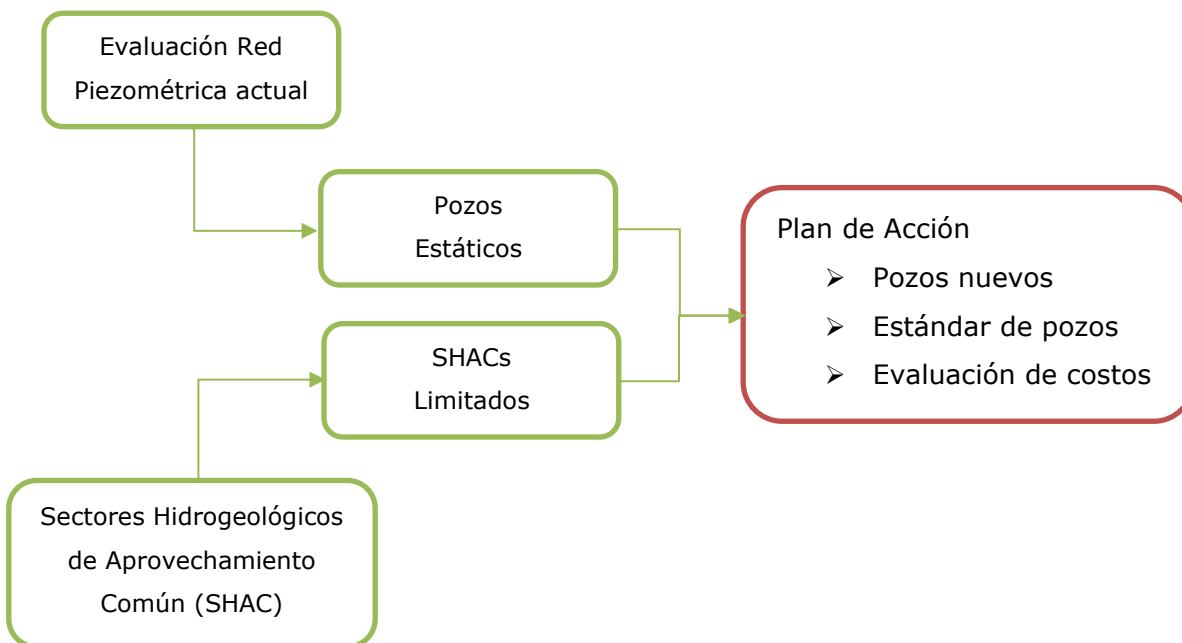 Evaluación Red
Piezométrica actual
Pozos
Estáticos
SHACs
Limitados
Sectores Hidrogeológicos
de Aprovechamiento
Común (SHAC)
Plan de Acción
➢ Pozos nuevos
➢ Estándar de pozos
➢ Evaluación de costos